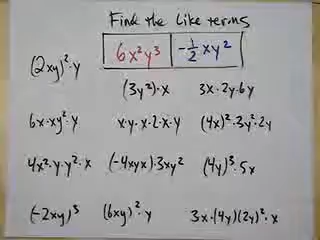 Find the Like terms
6x²y³ -½xy²
(2xy)²·y (3y²)·x 3x·2y·6y
6x·xy²·y x·y·x·2·x·y (4x)²·3y²·2y
4x²·y·y²·x (-4xyx)·3xy² (4y)³·5x
(-2xy)³ (6xy)²·y 3x·(4y)(2y)²·x